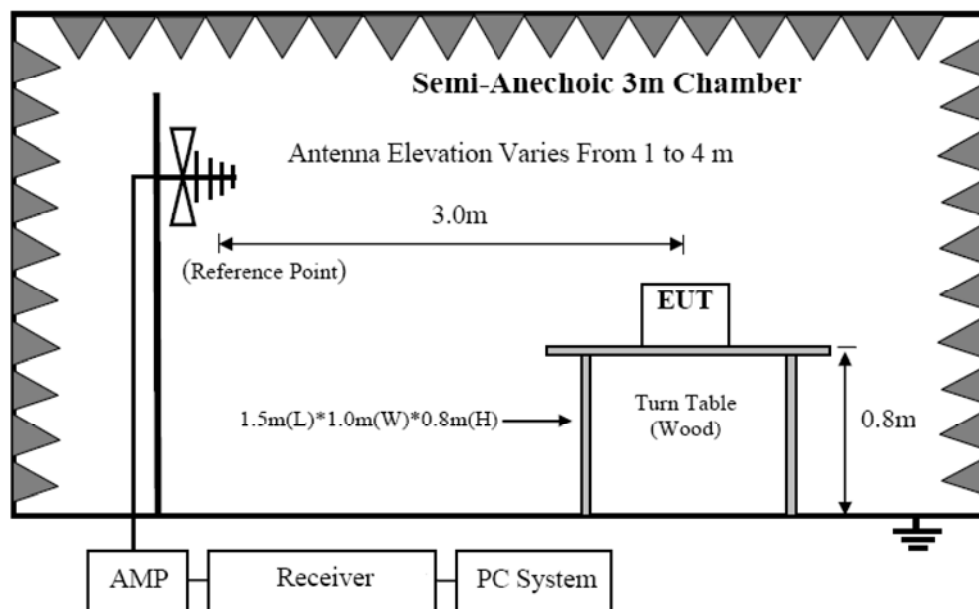 Semi-Anechoic 3m Chamber
Antenna Elevation Varies From 1 to 4 m
3.0m
(Reference Point)
EUT
1.5m(L)*1.0m(W)*0.8m(H)
Turn Table
(Wood)
0.8m
AMP
Receiver
PC System